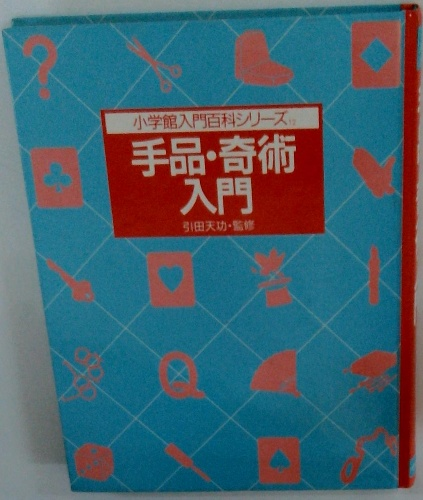 小学館入門百科シリーズ
手品・奇術
入門
引田天功・監修